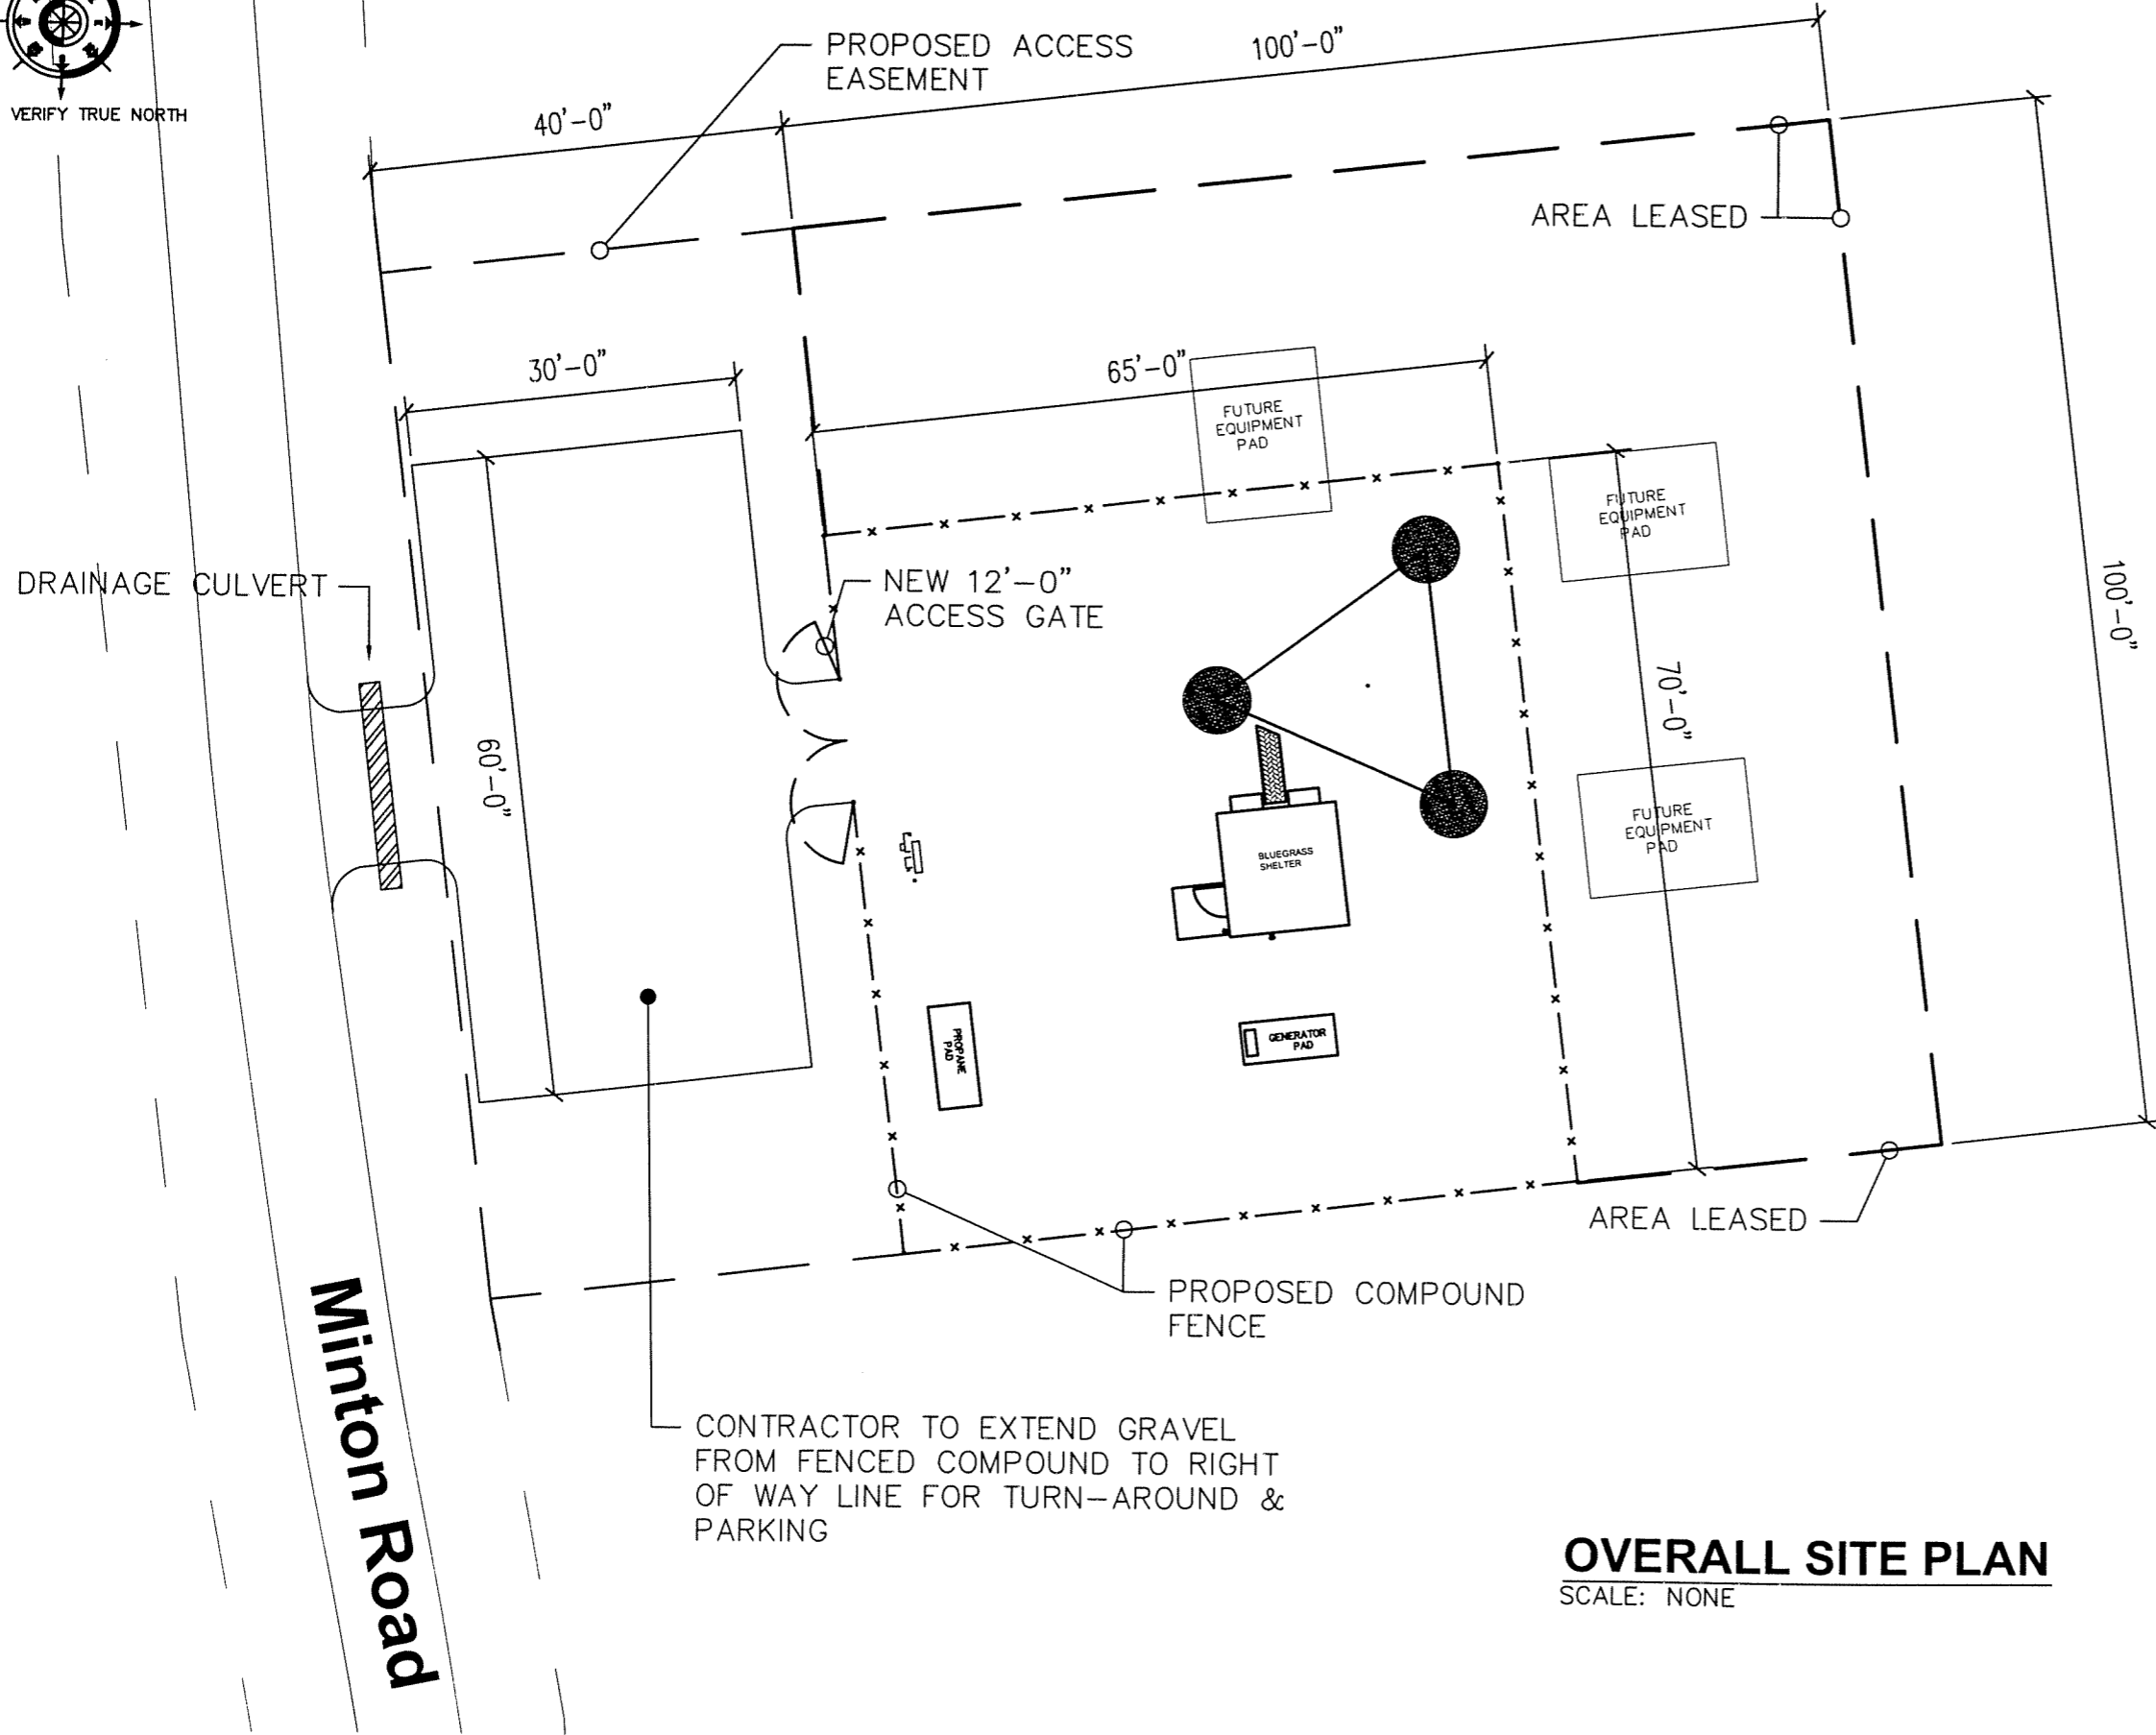 VERIFY TRUE NORTH
PROPOSED ACCESS
EASEMENT
100'-0"
40'-0"
AREA LEASED
30'-0"
65'-0"
FUTURE
EQUIPMENT
PAD
FUTURE
EQUIPMENT
PAD
DRAINAGE CULVERT
NEW 12'-0"
ACCESS GATE
100'-0"
70'-0"
60'-0"
FUTURE
EQUIPMENT
PAD
BLUEGRASS
SHELTER
PROPANE
PAD
GENERATOR
PAD
AREA LEASED
PROPOSED COMPOUND
FENCE
Minton Road
CONTRACTOR TO EXTEND GRAVEL
FROM FENCED COMPOUND TO RIGHT
OF WAY LINE FOR TURN-AROUND &
PARKING
OVERALL SITE PLAN
SCALE: NONE